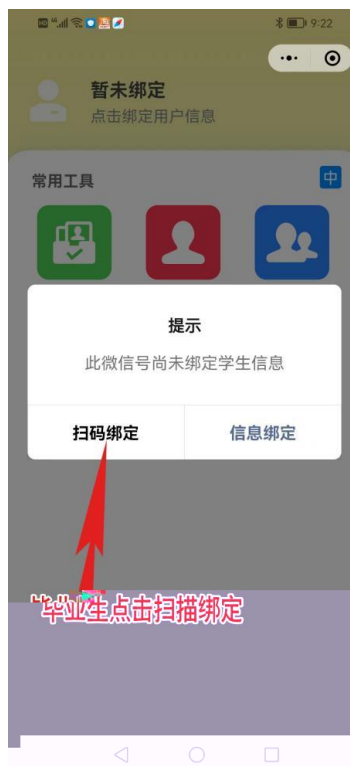 9:22
暂未绑定
点击绑定用户信息
常用工具
中
提示
此微信号尚未绑定学生信息
扫码绑定
信息绑定
毕业生点击扫描绑定